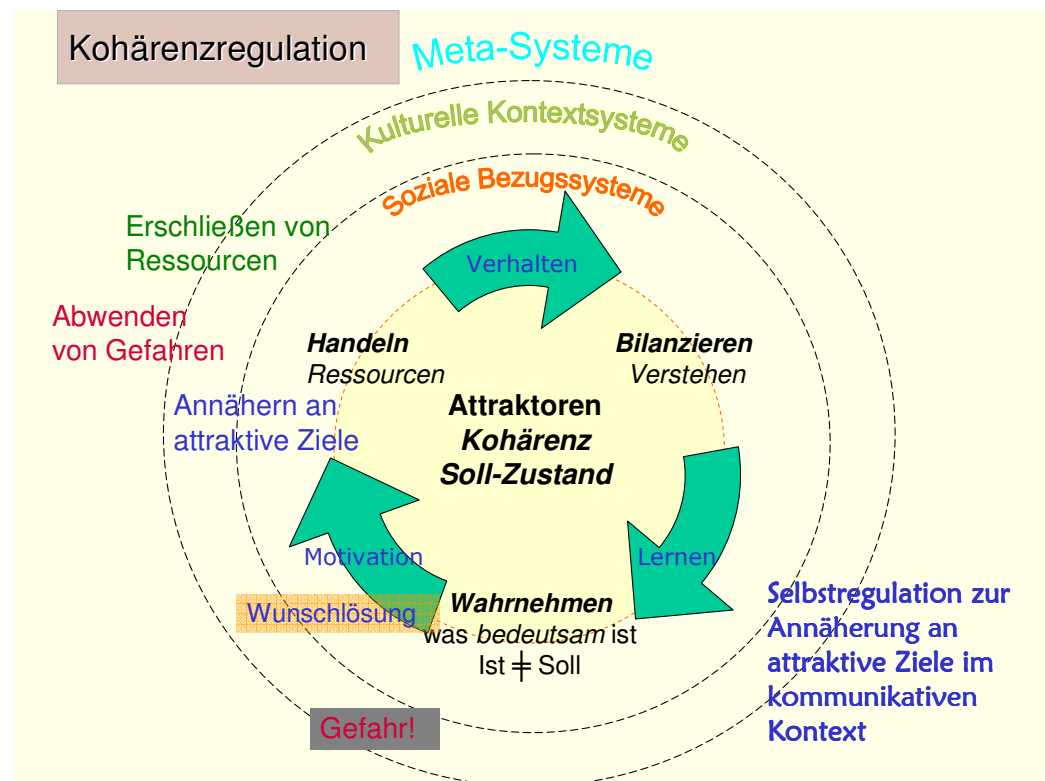 Kohärenzregulation
Meta-Systeme
Kulturelle Kontextsysteme
Soziale Bezugssysteme
Erschließen von
Ressourcen
Verhalten
Abwenden
von Gefahren
Handeln
Ressourcen
Bilanzieren
Verstehen
Annähern an
attraktive Ziele
Attraktoren
Kohärenz
Soll-Zustand
Motivation
Lernen
Wunschlösung
Wahrnehmen
was bedeutsam ist
Ist ╪ Soll
Selbstregulation zur
Annäherung an
attraktive Ziele im
kommunikativen
Kontext
Gefahr!